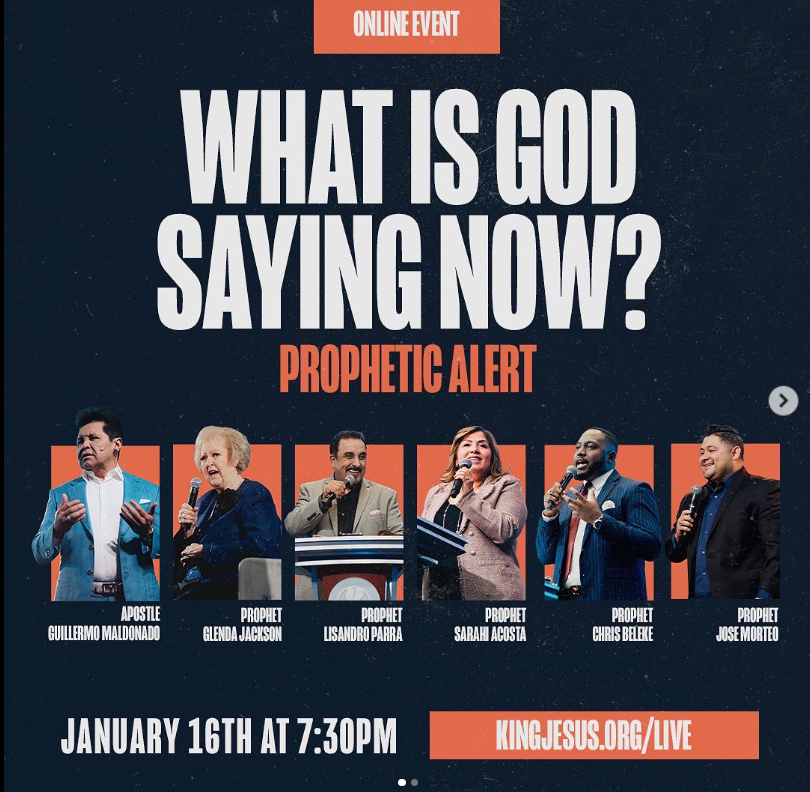 ONLINE EVENT
WHAT IS GOD
SAYING NOW?
PROPHETIC ALERT
APOSTLE
GUILLERMO MALDONADO
PROPHET
GLENDA JACKSON
PROPHET
LISANDRO PARRA
PROPHET
SARAHI ACOSTA
PROPHET
CHRIS BELEKE
PROPHET
JOSE MORTEO
JANUARY 16TH AT 7:30PM
KINGJESUS.ORG/LIVE